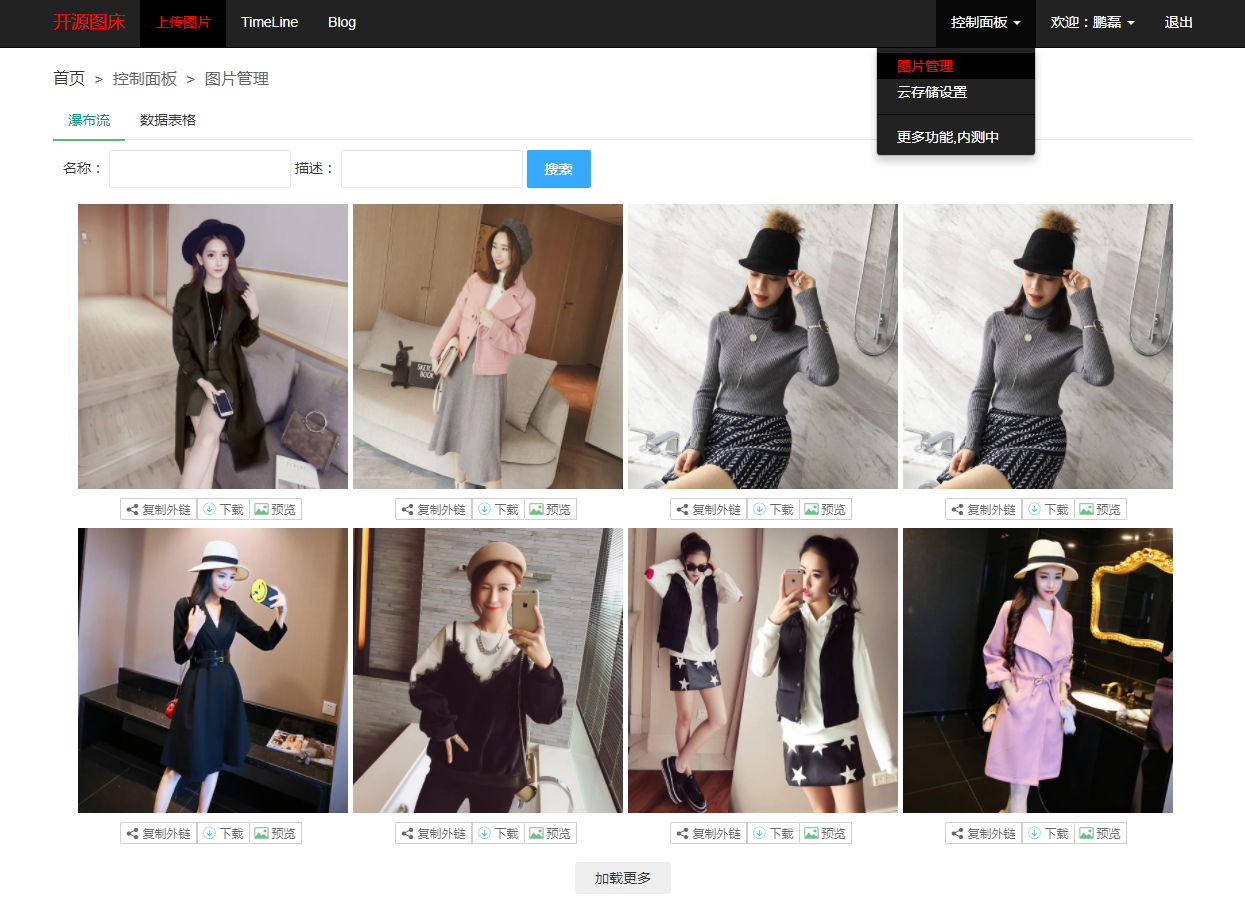 开源图床 上传图片 TimeLine Blog 控制面板 欢迎：鹏磊 退出
图片管理
云存储设置
更多功能,内测中
首页 > 控制面板 > 图片管理
瀑布流 数据表格
名称： 描述： 搜索
SKETCH
BOOK
复制外链 下载 预览 复制外链 下载 预览 复制外链 下载 预览 复制外链 下载 预览
复制外链 下载 预览 复制外链 下载 预览 复制外链 下载 预览 复制外链 下载 预览
加载更多